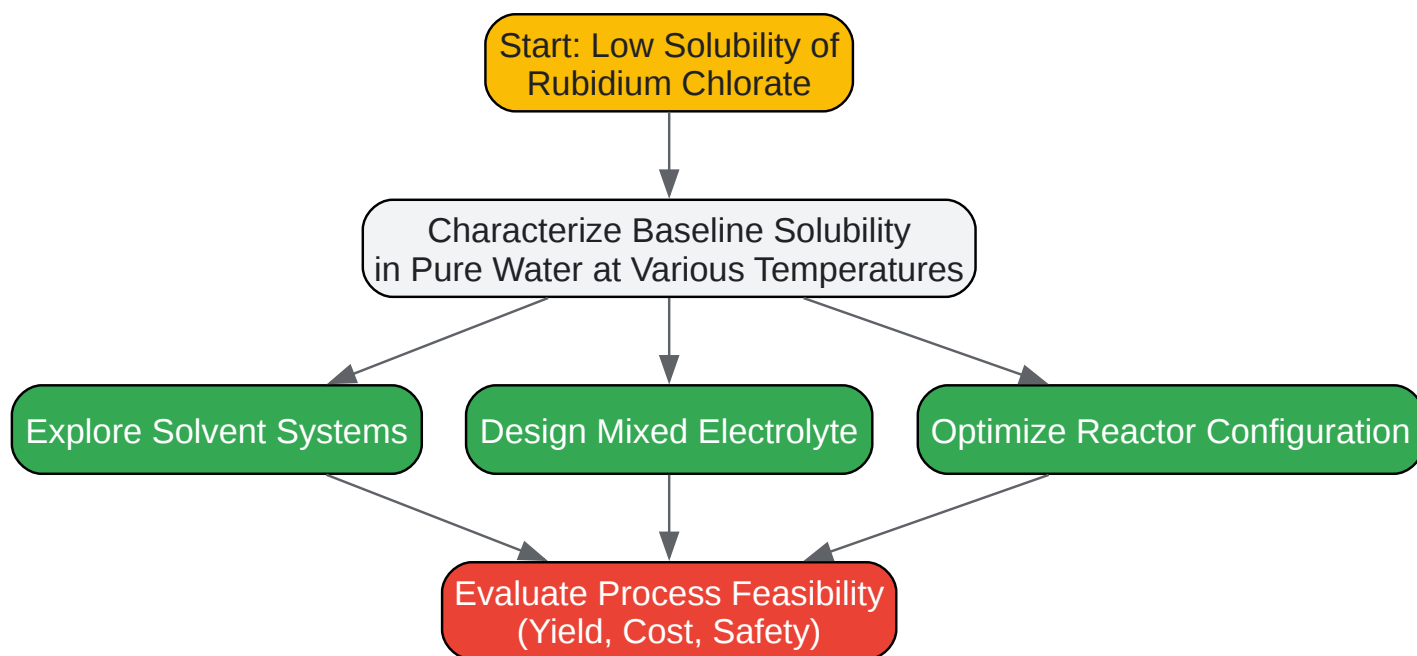 Start: Low Solubility of
Rubidium Chlorate
Characterize Baseline Solubility
in Pure Water at Various Temperatures
Explore Solvent Systems
Design Mixed Electrolyte
Optimize Reactor Configuration
Evaluate Process Feasibility
(Yield, Cost, Safety)